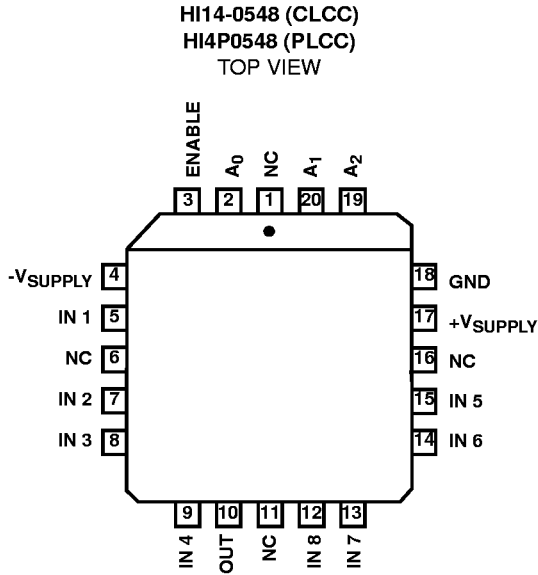 HI14-0548 (CLCC)
HI4P0548 (PLCC)
TOP VIEW
ENABLE
A0
NC
A1
A2
3
2
1
20
19
-VSUPPLY 4
IN 1 5
NC 6
IN 2 7
IN 3 8
18 GND
17 +VSUPPLY
16 NC
15 IN 5
14 IN 6
9
10
11
12
13
IN 4
OUT
NC
IN 8
IN 7